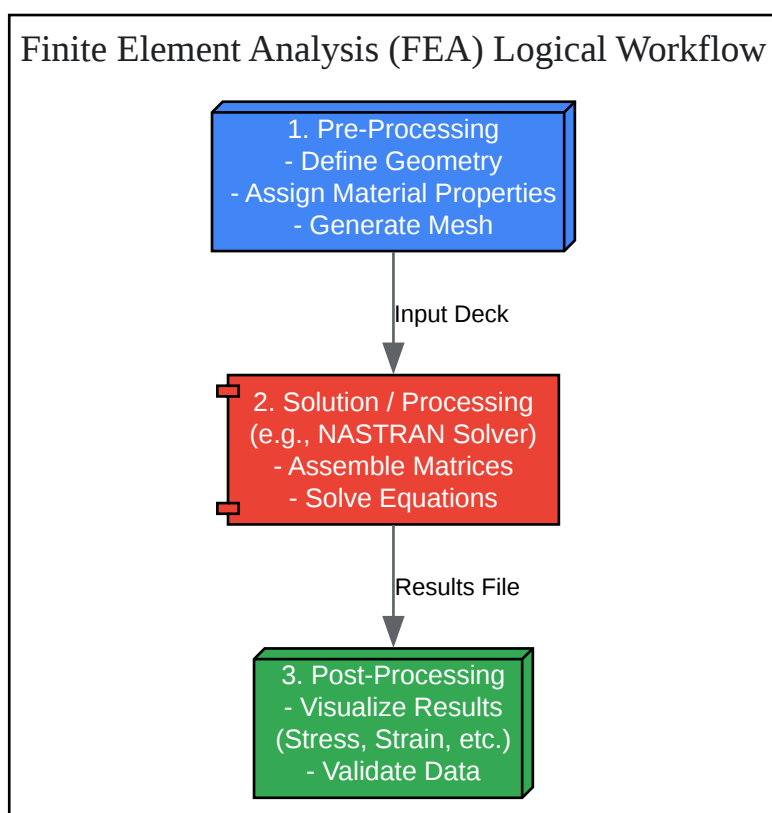 Finite Element Analysis (FEA) Logical Workflow
1. Pre-Processing
- Define Geometry
- Assign Material Properties
- Generate Mesh
Input Deck
2. Solution / Processing
(e.g., NASTRAN Solver)
- Assemble Matrices
- Solve Equations
Results File
3. Post-Processing
- Visualize Results
(Stress, Strain, etc.)
- Validate Data